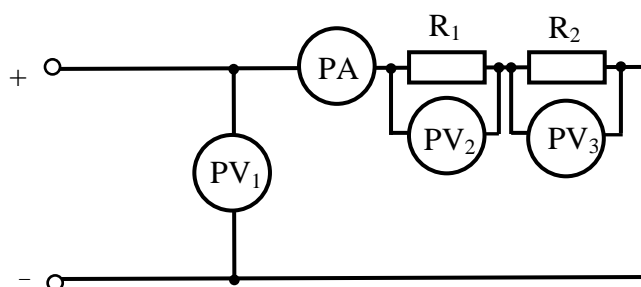 R₁ R₂
+ PA
PV₂ PV₃
PV₁
-